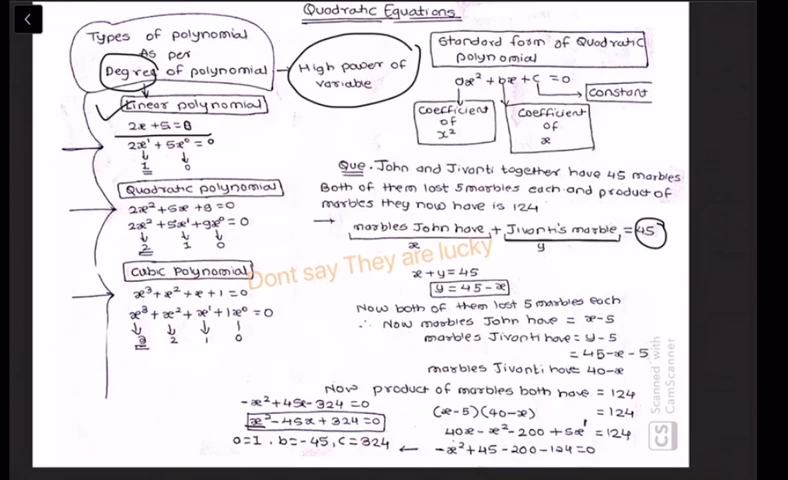 Quadratic Equations
Types of polynomial
As per
Degree of polynomial
High power of
variable
Linear polynomial
2x + 5 = 0
2x¹ + 5x⁰ = 0
1 0
Quadratic polynomial
2x² + 5x + 9 = 0
2x² + 5x¹ + 9x⁰ = 0
2 1 0
Cubic Polynomial
x³ + x² + x + 1 = 0
x³ + x² + x¹ + 1x⁰ = 0
3 2 1 0
Standard form of Quadratic
polynomial
ax² + bx + c = 0
constant
coefficient
of
x²
coefficient
of
x
Que. John and Jivanti together have 45 marbles
Both of them lost 5 marbles each and product of
marbles they now have is 124
→ marbles John have + Jivanti's marble = 45
x y
x + y = 45
y = 45 - x
Now both of them lost 5 marbles each
∴ Now marbles John have = x - 5
marbles Jivanti have = y - 5
= 45 - x - 5
marbles Jivanti have 40 - x
Now product of marbles both have = 124
(x - 5) (40 - x) = 124
40x - x² - 200 + 5x = 124
← -x² + 45 - 200 - 124 = 0
-x² + 45x - 324 = 0
x² - 45x + 324 = 0
a = 1, b = -45, c = 324
Dont say They are lucky
CS
Scanned with
CamScanner